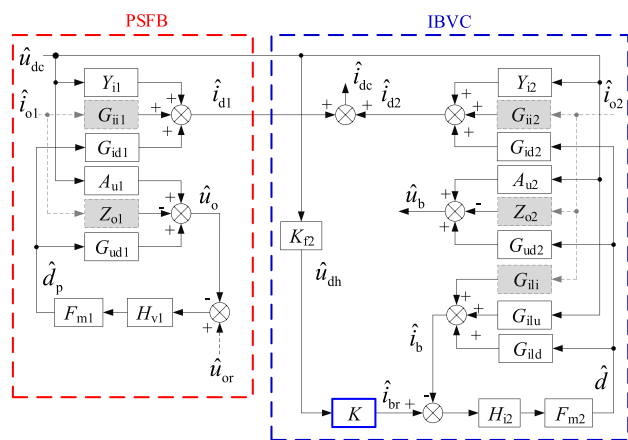 PSFB
IBVC
û_dc
Y_i1
î_o1
G_ii1
G_id1
î_d1
î_dc
î_d2
Y_i2
G_ii2
G_id2
î_o2
A_u1
Z_o1
G_ud1
û_o
û_b
A_u2
Z_o2
G_ud2
K_f2
û_dh
d̂_p
F_m1
H_v1
û_or
G_ili
G_ilu
G_ild
î_b
d̂
K
î_br
H_i2
F_m2
+
+
+
+
+
+
+
+
+
-
+
+
-
+
-
+
+
+
+
+
-